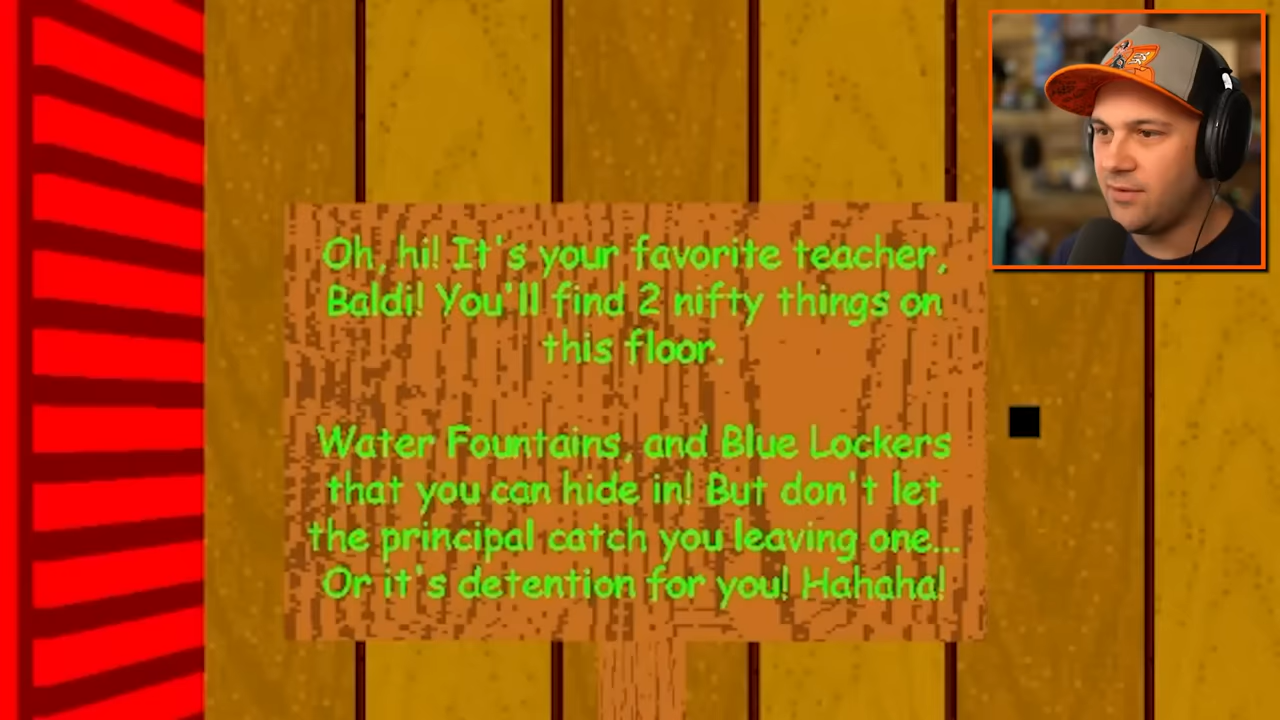 Oh, hi! It's your favorite teacher,
Baldi! You'll find 2 nifty things on
this floor.
Water Fountains, and Blue Lockers
that you can hide in! But don't let
the principal catch you leaving one...
Or it's detention for you! Hahaha!